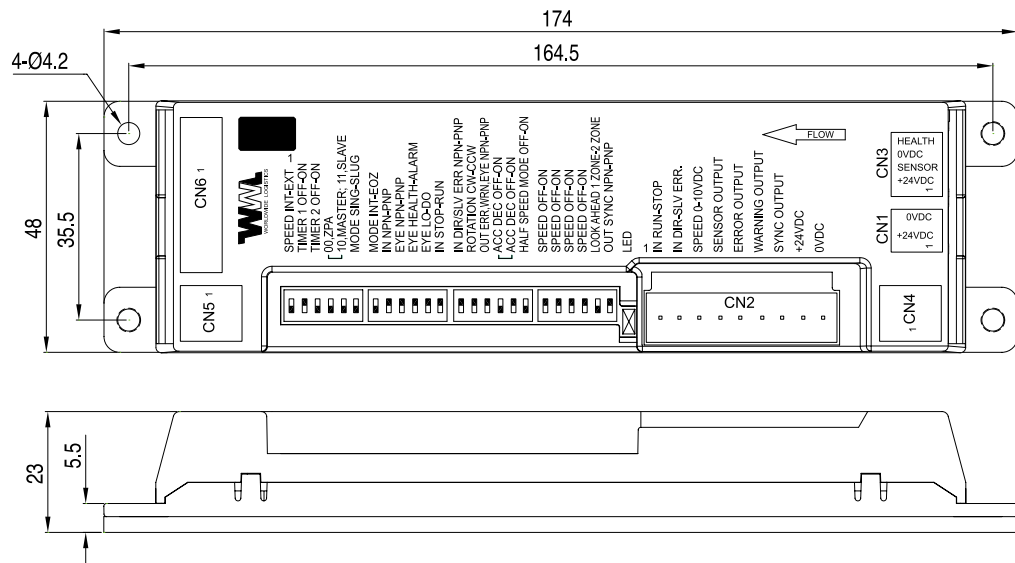 174
164.5
4-Ø4.2
48
35.5
CN6 1
CN5 1
WORLDWIDE LOGISTICS
1
SPEED INT-EXT
TIMER 1 OFF-ON
TIMER 2 OFF-ON
00,ZPA
10,MASTER; 11,SLAVE
MODE SING-SLUG
MODE INT-EOZ
IN NPN-PNP
EYE NPN-PNP
EYE HEALTH-ALARM
EYE LO-DO
IN STOP-RUN
IN DIR/SLV ERR NPN-PNP
ROTATION CW-CCW
OUT ERR,WRN,EYE NPN-PNP
ACC DEC OFF-ON
ACC DEC OFF-ON
HALF SPEED MODE OFF-ON
SPEED OFF-ON
SPEED OFF-ON
SPEED OFF-ON
SPEED OFF-ON
LOOK AHEAD 1 ZONE-2 ZONE
OUT SYNC NPN-PNP
LED
1
IN RUN-STOP
IN DIR-SLV ERR.
SPEED 0-10VDC
SENSOR OUTPUT
ERROR OUTPUT
WARNING OUTPUT
SYNC OUTPUT
+24VDC
0VDC
FLOW
CN3
HEALTH
0VDC
SENSOR
+24VDC
1
CN1
0VDC
+24VDC
1
CN2
CN4
1
23
5.5